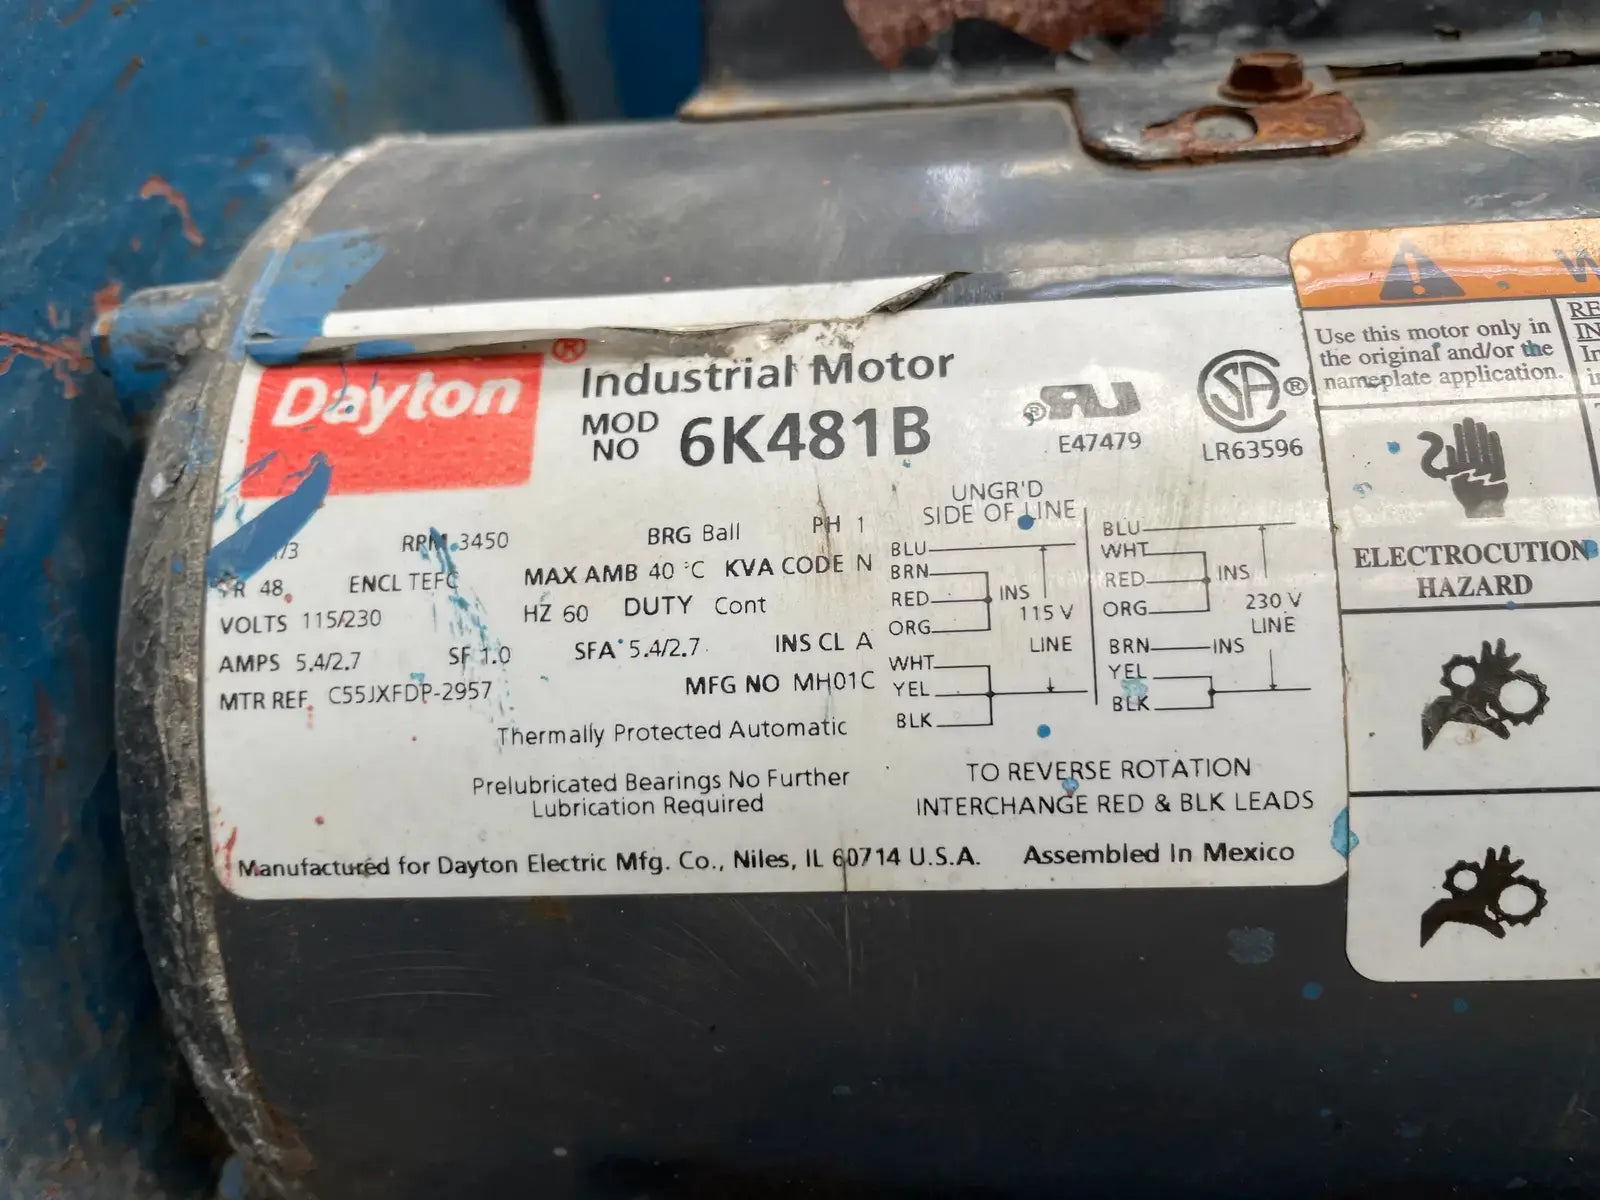 Dayton®
Industrial Motor
MOD NO 6K481B
E47479
SA®
LR63596
/3 RPM 3450 BRG Ball PH 1
FR 48 ENCL TEFC MAX AMB 40 °C KVA CODE N
VOLTS 115/230 HZ 60 DUTY Cont
AMPS 5.4/2.7 SF 1.0 SFA 5.4/2.7 INS CL A
MTR REF. C55JXFDP-2957 MFG NO MH01C
Thermally Protected Automatic
Prelubricated Bearings No Further
Lubrication Required
UNGR'D
SIDE OF LINE
BLU
BRN
RED
ORG
INS
115 V
LINE
WHT
YEL
BLK
BLU
WHT
RED
ORG
INS
230 V
LINE
BRN INS
YEL
BLK
TO REVERSE ROTATION
INTERCHANGE RED & BLK LEADS
Manufactured for Dayton Electric Mfg. Co., Niles, IL 60714 U.S.A. Assembled In Mexico
Use this motor only in
the original and/or the
nameplate application.
ELECTROCUTION
HAZARD